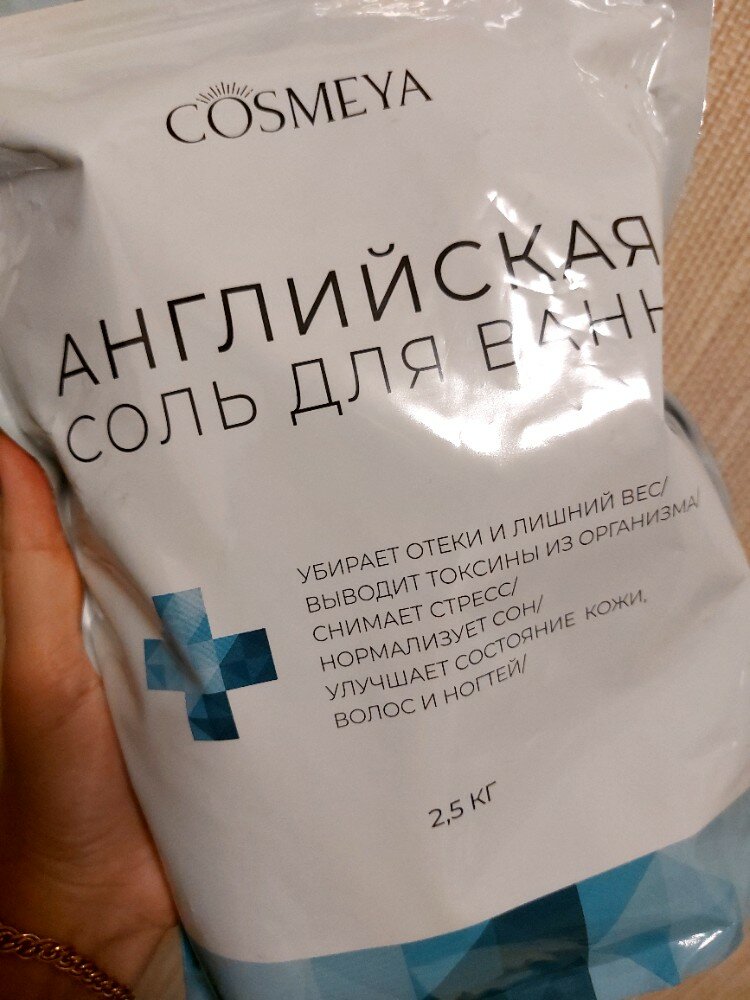 COSMEYA
АНГЛИЙСКАЯ
СОЛЬ ДЛЯ ВАНН
УБИРАЕТ ОТЕКИ И ЛИШНИЙ ВЕС/
ВЫВОДИТ ТОКСИНЫ ИЗ ОРГАНИЗМА/
СНИМАЕТ СТРЕСС/
НОРМАЛИЗУЕТ СОН/
УЛУЧШАЕТ СОСТОЯНИЕ КОЖИ,
ВОЛОС И НОГТЕЙ/
2,5 КГ